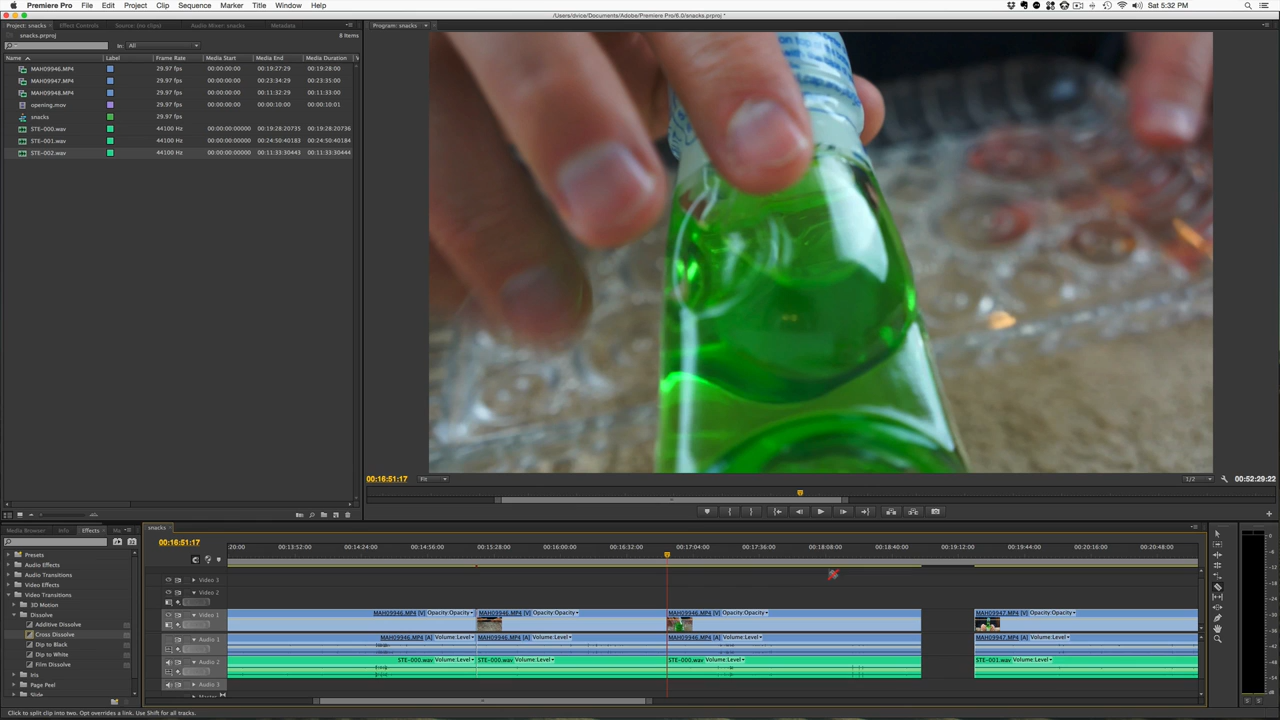 Premiere Pro File Edit Project Clip Sequence Marker Title Window Help Sat 5:32 PM
/Users/dvice/Documents/Adobe/Premiere Pro/6.0/snacks.prproj *
Project: snacks Effect Controls Source: (no clips) Audio Mixer: snacks Metadata Program: snacks
snacks.prproj 8 Items
In: All
Name Label Frame Rate Media Start Media End Media Duration
MAH09946.MP4 29.97 fps 00:00:00:00 00:19:27:29 00:19:28:00
MAH09947.MP4 29.97 fps 00:00:00:00 00:23:34:29 00:23:35:00
MAH09948.MP4 29.97 fps 00:00:00:00 00:11:32:29 00:11:33:00
opening.mov 29.97 fps 00:00:00:00 00:00:10:00 00:00:10:01
snacks 29.97 fps
STE-000.wav 44100 Hz 00:00:00:00000 00:19:28:20735 00:19:28:20736
STE-001.wav 44100 Hz 00:00:00:00000 00:24:50:40183 00:24:50:40184
STE-002.wav 44100 Hz 00:00:00:00000 00:11:33:30443 00:11:33:30444
00:16:51:17 Fit 1/2 00:52:29:22
Media Browser Info Effects
Presets
Audio Effects
Audio Transitions
Video Effects
Video Transitions
3D Motion
Dissolve
Additive Dissolve
Cross Dissolve
Dip to Black
Dip to White
Film Dissolve
Iris
Page Peel
Slide
snacks
00:16:51:17
:20:00 00:13:52:00 00:14:24:00 00:14:56:00 00:15:28:00 00:16:00:00 00:16:32:00 00:17:04:00 00:17:36:00 00:18:08:00 00:18:40:00 00:19:12:00 00:19:44:00 00:20:16:00 00:20:48:00
Video 3
Video 2
Video 1 MAH09946.MP4 [V] Opacity:Opacity MAH09946.MP4 [V] Opacity:Opacity MAH09946.MP4 [V] Opacity:Opacity MAH09947.MP4 [V] Opacity:Opacity
Audio 1 MAH09946.MP4 [A] Volume:Level MAH09946.MP4 [A] Volume:Level MAH09946.MP4 [A] Volume:Level MAH09947.MP4 [A] Volume:Level
Audio 2 STE-000.wav Volume:Level STE-000.wav Volume:Level STE-000.wav Volume:Level STE-001.wav Volume:Level
Audio 3
Click to split clip into two. Opt overrides a link. Use Shift for all tracks.